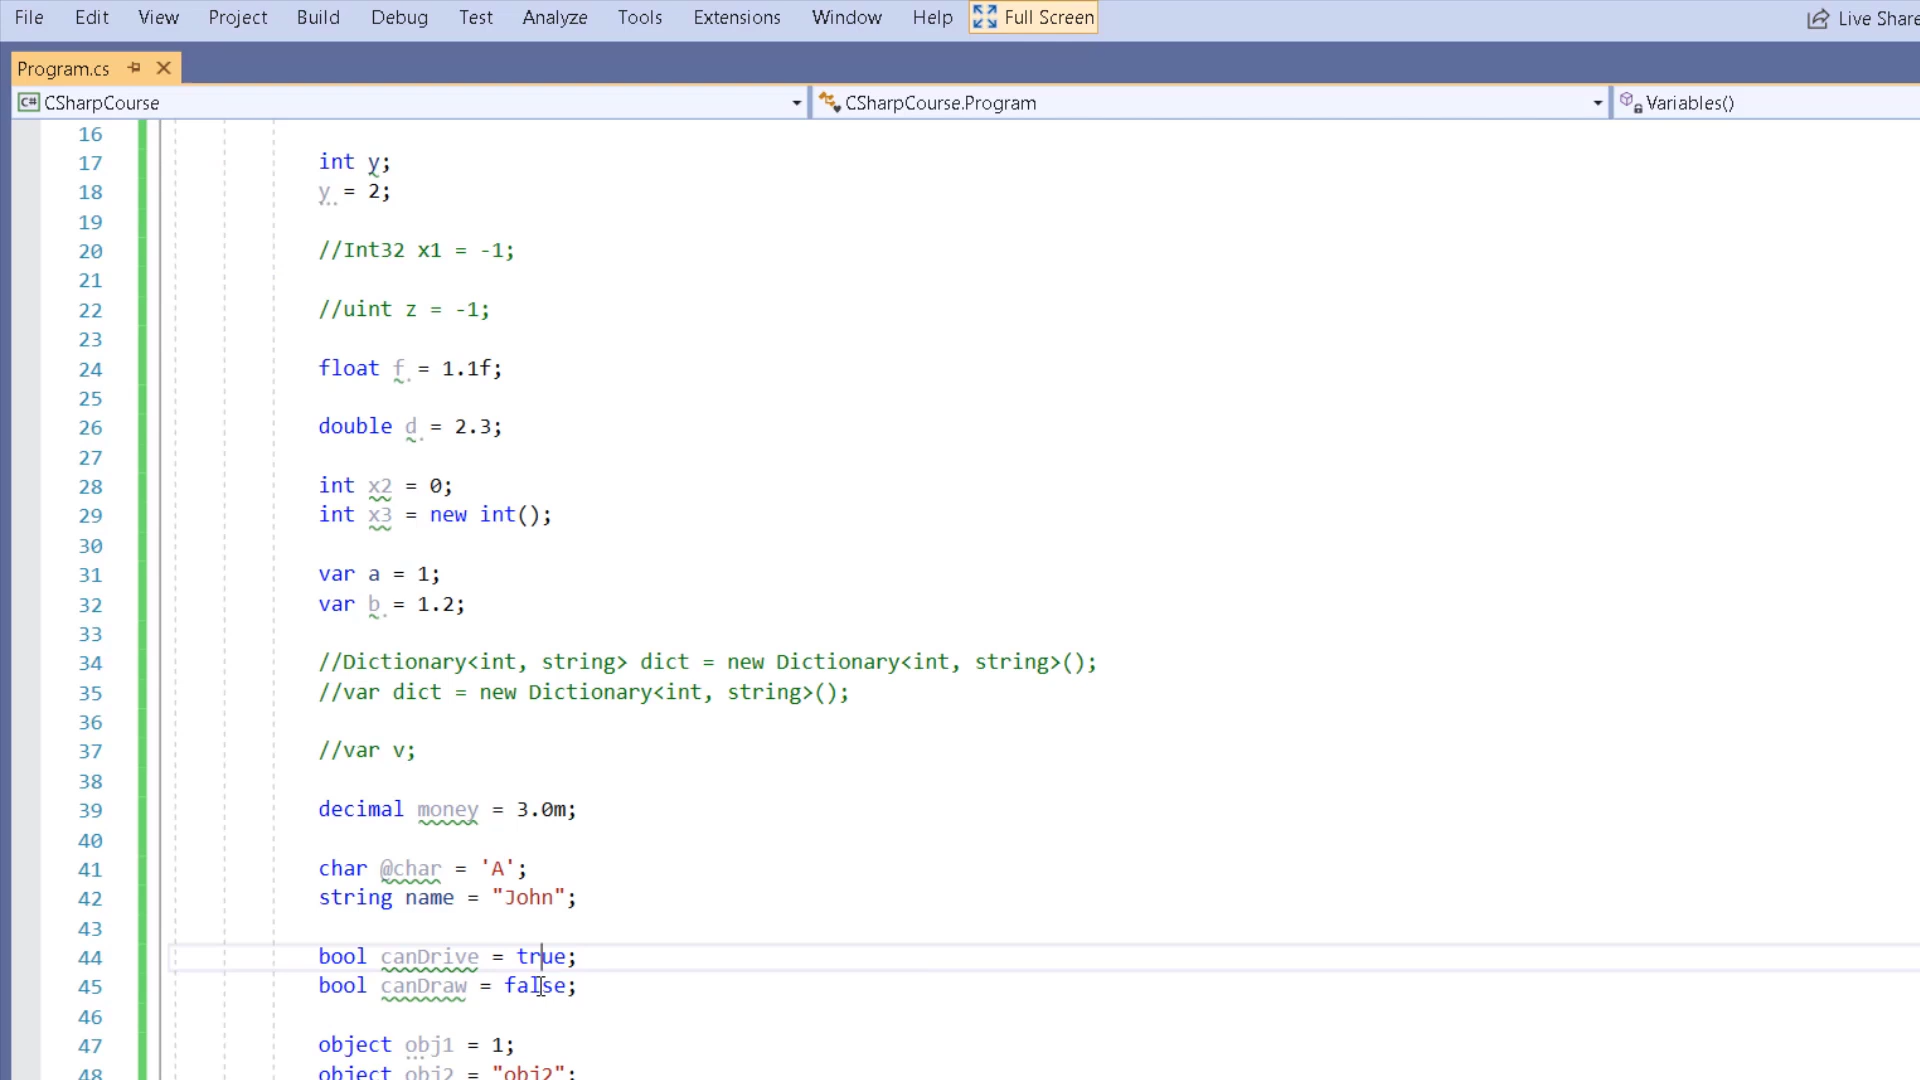 File Edit View Project Build Debug Test Analyze Tools Extensions Window Help Full Screen Live Share
Program.cs
C# CSharpCourse CSharpCourse.Program Variables()
16
17 int y;
18 y = 2;
19
20 //Int32 x1 = -1;
21
22 //uint z = -1;
23
24 float f = 1.1f;
25
26 double d = 2.3;
27
28 int x2 = 0;
29 int x3 = new int();
30
31 var a = 1;
32 var b = 1.2;
33
34 //Dictionary<int, string> dict = new Dictionary<int, string>();
35 //var dict = new Dictionary<int, string>();
36
37 //var v;
38
39 decimal money = 3.0m;
40
41 char @char = 'A';
42 string name = "John";
43
44 bool canDrive = true;
45 bool canDraw = false;
46
47 object obj1 = 1;
48 object obj2 = "obj2";